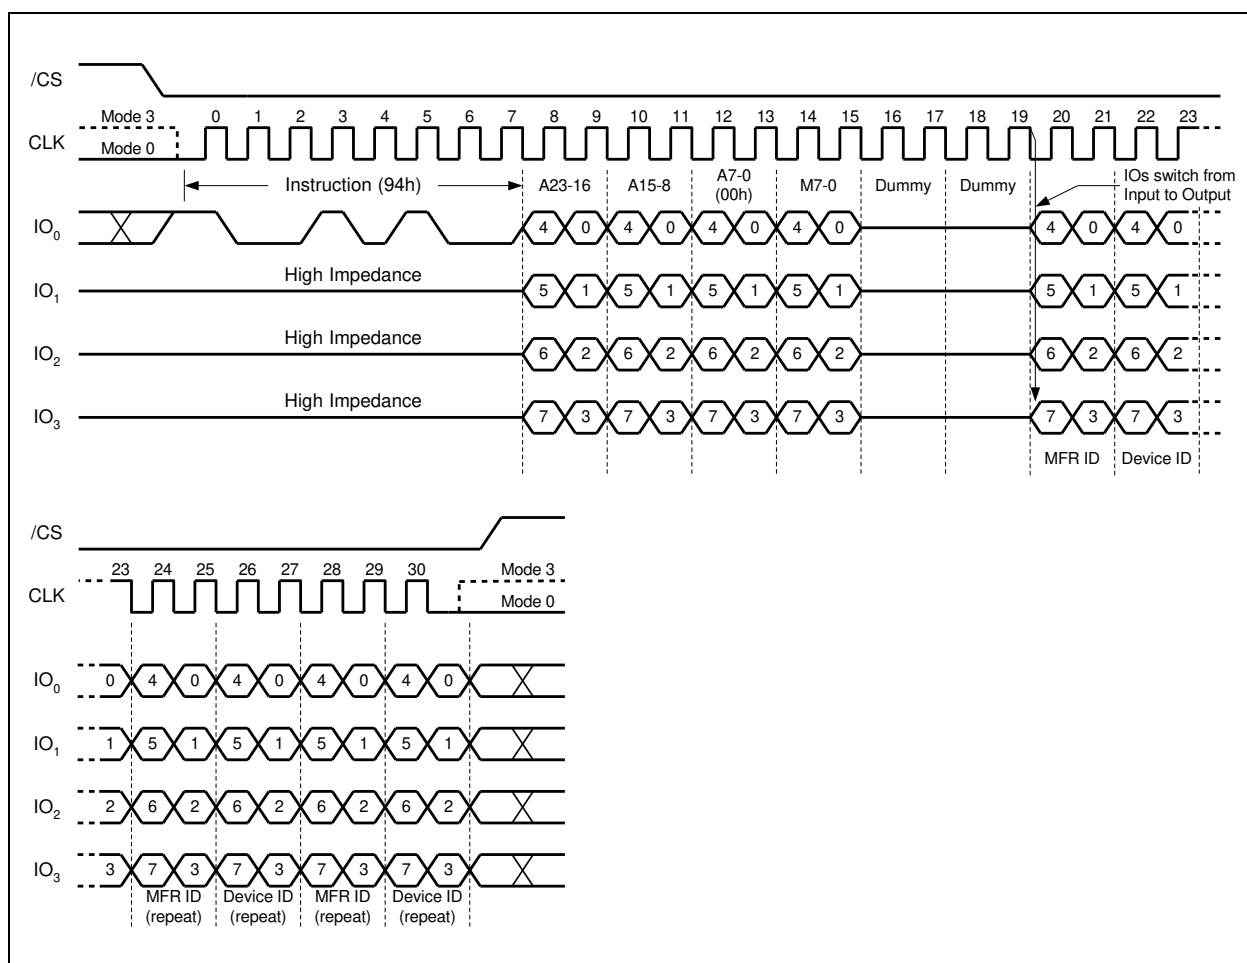 /CS
Mode 3 0 1 2 3 4 5 6 7 8 9 10 11 12 13 14 15 16 17 18 19 20 21 22 23
CLK Mode 0
Instruction (94h) A23-16 A15-8 A7-0 (00h) M7-0 Dummy Dummy IOs switch from Input to Output
IO0 4 0 4 0 4 0 4 0 4 0 4 0
High Impedance
IO1 5 1 5 1 5 1 5 1 5 1 5 1
High Impedance
IO2 6 2 6 2 6 2 6 2 6 2 6 2
High Impedance
IO3 7 3 7 3 7 3 7 3 7 3 7 3
MFR ID Device ID
/CS
23 24 25 26 27 28 29 30 Mode 3
CLK Mode 0
IO0 0 4 0 4 0 4 0 4 0
IO1 1 5 1 5 1 5 1 5 1
IO2 2 6 2 6 2 6 2 6 2
IO3 3 7 3 7 3 7 3 7 3
MFR ID Device ID MFR ID Device ID
(repeat) (repeat) (repeat) (repeat)